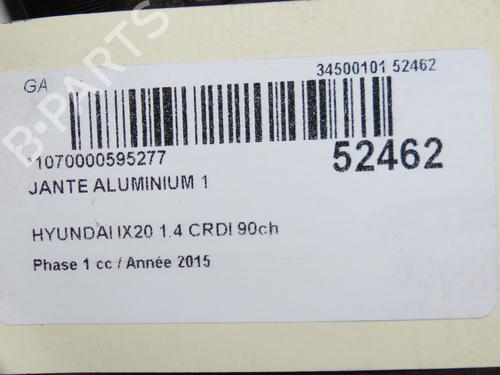 GA
34500101 52462
*1070000595277
52462
JANTE ALUMINIUM 1
HYUNDAI IX20 1.4 CRDI 90ch
Phase 1 cc / Année 2015
B-PARTS